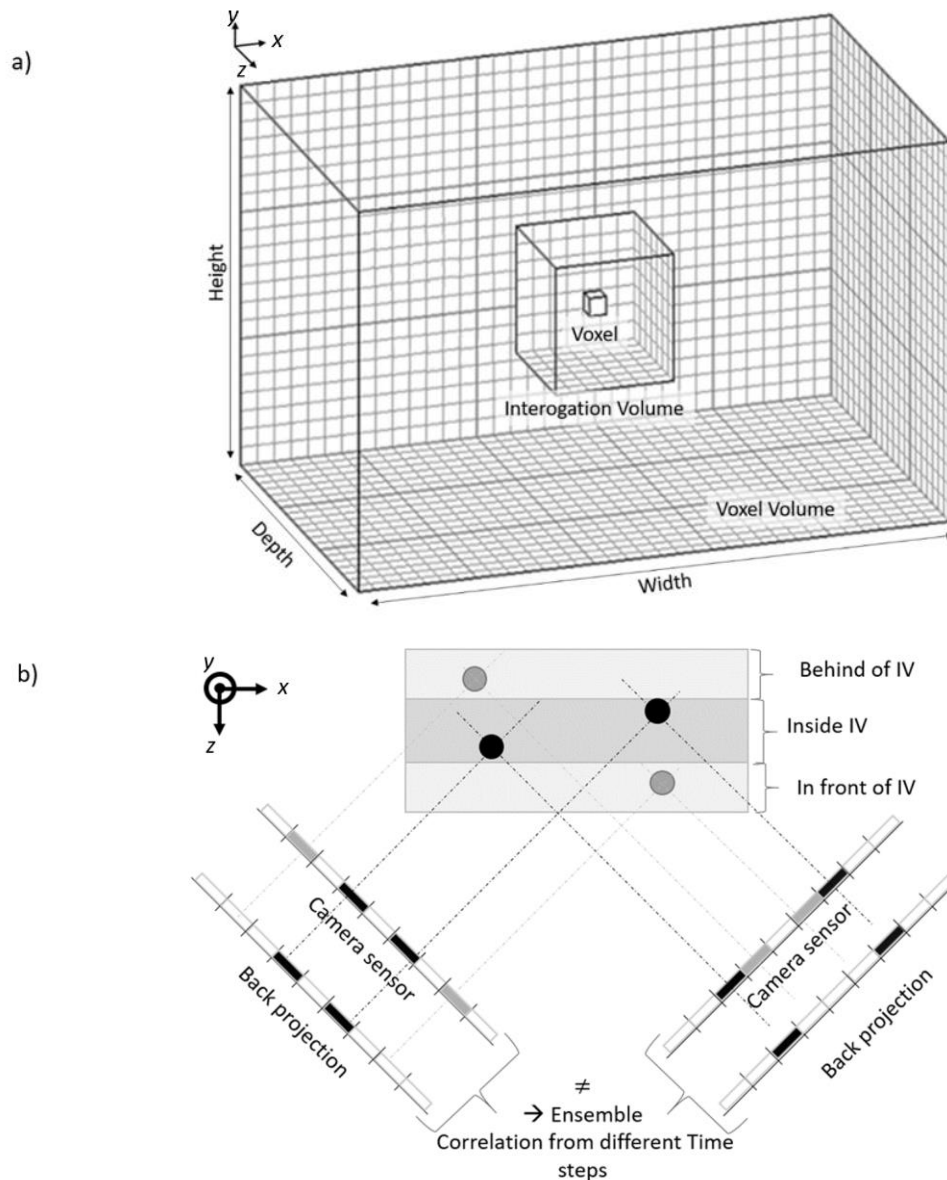 a)
y
x
z
Height
Voxel
Interogation Volume
Voxel Volume
Depth
Width
b)
y
x
z
Behind of IV
Inside IV
In front of IV
Camera sensor
Back projection
Camera sensor
Back projection
≠
→ Ensemble
Correlation from different Time
steps